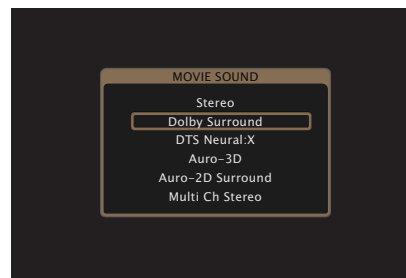 MOVIE SOUND
Stereo
Dolby Surround
DTS Neural:X
Auro-3D
Auro-2D Surround
Multi Ch Stereo